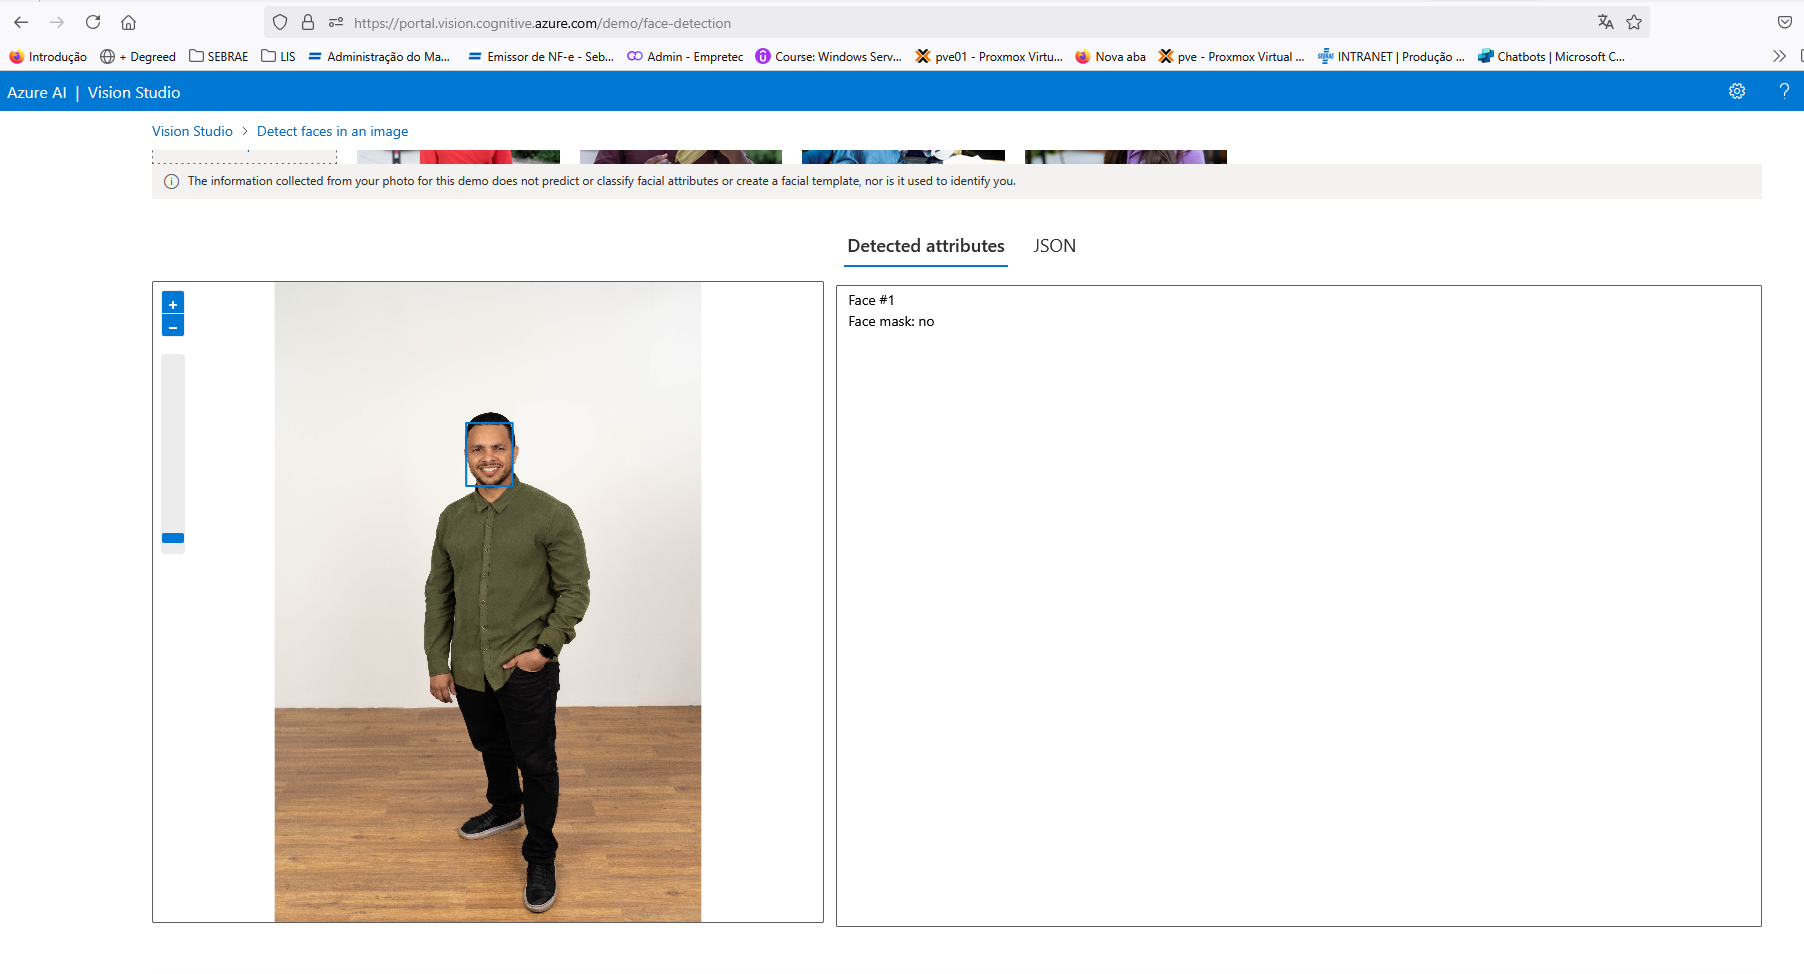 https://portal.vision.cognitive.azure.com/demo/face-detection
Introdução + Degreed SEBRAE LIS Administração do Ma... Emissor de NF-e - Seb... Admin - Empretec Course: Windows Serv... pve01 - Proxmox Virtu... Nova aba pve - Proxmox Virtual ... INTRANET | Produção ... Chatbots | Microsoft C...
Azure AI | Vision Studio
Vision Studio > Detect faces in an image
The information collected from your photo for this demo does not predict or classify facial attributes or create a facial template, nor is it used to identify you.
Detected attributes JSON
Face #1
Face mask: no